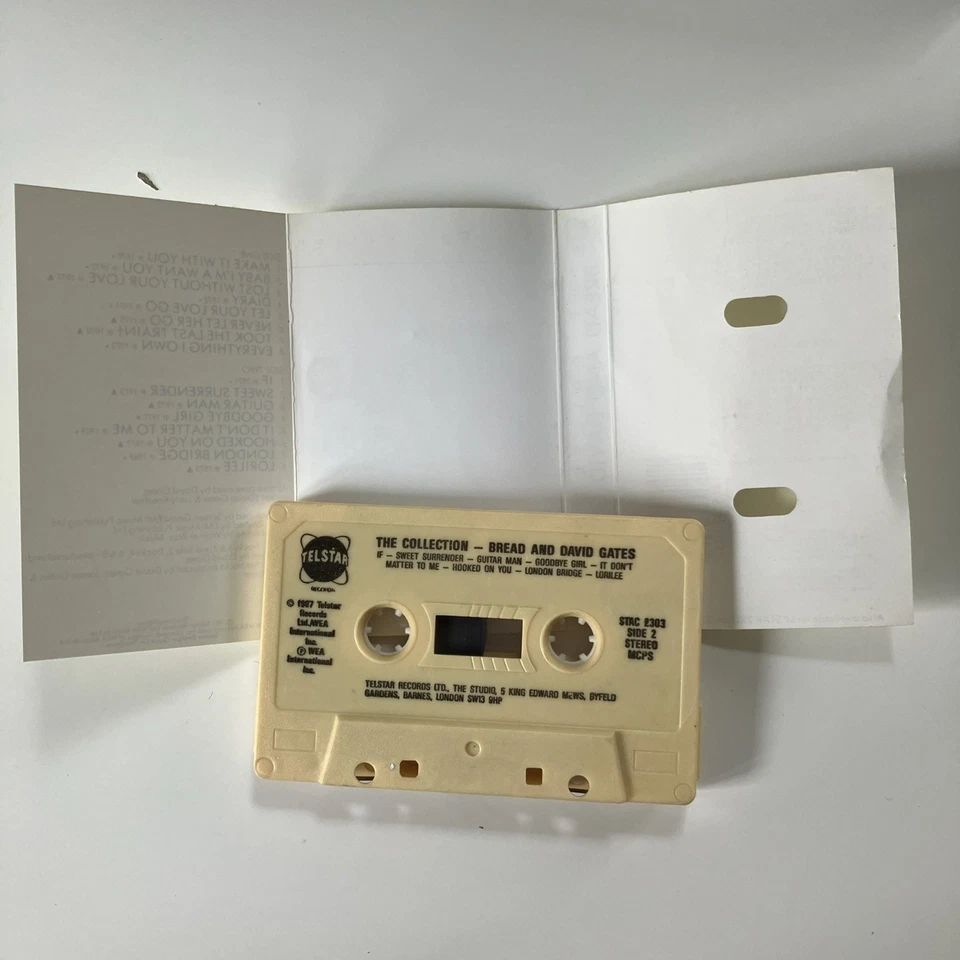 MAKE IT WITH YOU
BABY I'M A WANT YOU
LOST WITHOUT YOUR LOVE
DIARY
LET YOUR LOVE GO
NEVER LET HER GO
TOOK THE LAST TRAIN
EVERYTHING I OWN
IF
SWEET SURRENDER
GUITAR MAN
GOODBYE GIRL
IT DON'T MATTER TO ME
HOOKED ON YOU
LONDON BRIDGE
LORILEE
TELSTAR
RECORDS
THE COLLECTION – BREAD AND DAVID GATES
IF – SWEET SURRENDER – GUITAR MAN – GOODBYE GIRL – IT DON'T
MATTER TO ME – HOOKED ON YOU – LONDON BRIDGE – LORILEE
℗ 1987 Telstar
Records
Ltd./WEA
International
Inc.
© WEA
International
Inc.
STAC 2303
SIDE 2
STEREO
MCPS
TELSTAR RECORDS LTD., THE STUDIO, 5 KING EDWARD MEWS, BYFELD
GARDENS, BARNES, LONDON SW13 9HP